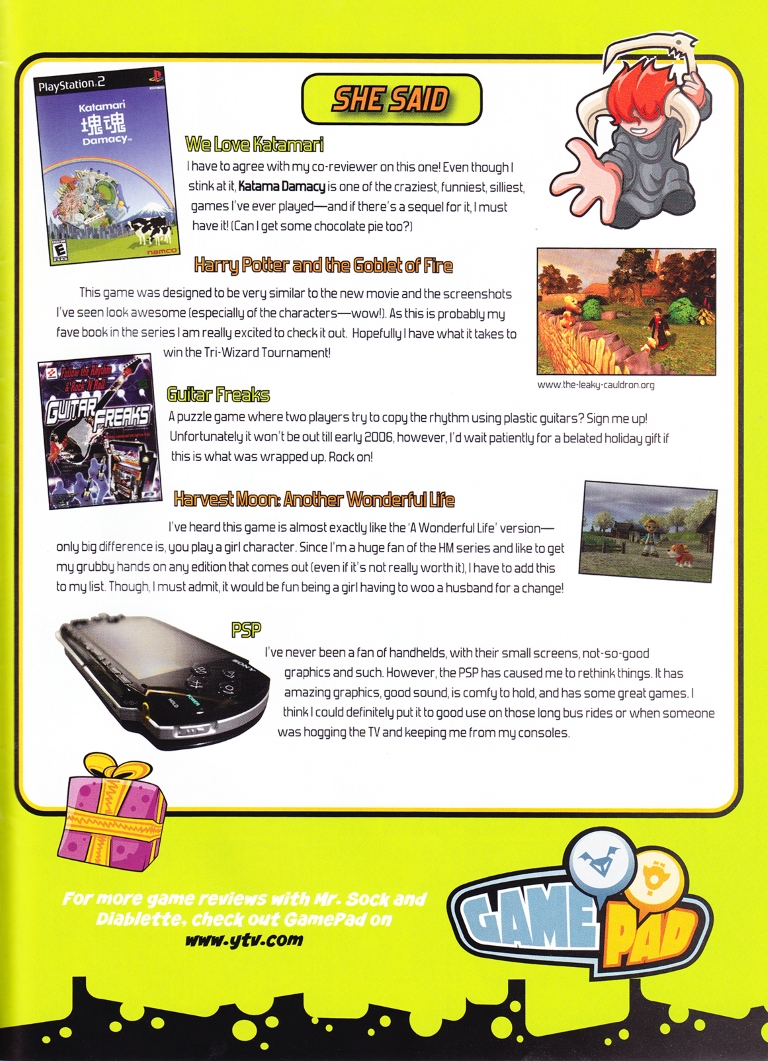 SHE SAID
PlayStation.2
Katamari
塊魂
Damacy™
E
namco
We Love Katamari
I have to agree with my co-reviewer on this one! Even though I
stink at it, Katama Damacy is one of the craziest, funniest, silliest,
games I've ever played—and if there's a sequel for it, I must
have it! (Can I get some chocolate pie too?)
Harry Potter and the Goblet of Fire
This game was designed to be very similar to the new movie and the screenshots
I've seen look awesome (especially of the characters—wow!). As this is probably my
fave book in the series I am really excited to check it out. Hopefully I have what it takes to
win the Tri-Wizard Tournament!
www.the-leaky-cauldron.org
Follow the Rhythm
& Rock 'N Roll!
GUITAR FREAKS
Guitar Freaks
A puzzle game where two players try to copy the rhythm using plastic guitars? Sign me up!
Unfortunately it won't be out till early 2006, however, I'd wait patiently for a belated holiday gift if
this is what was wrapped up. Rock on!
Harvest Moon: Another Wonderful Life
I've heard this game is almost exactly like the 'A Wonderful Life' version—
only big difference is, you play a girl character. Since I'm a huge fan of the HM series and like to get
my grubby hands on any edition that comes out (even if it's not really worth it), I have to add this
to my list. Though, I must admit, it would be fun being a girl having to woo a husband for a change!
PSP
I've never been a fan of handhelds, with their small screens, not-so-good
graphics and such. However, the PSP has caused me to rethink things. It has
amazing graphics, good sound, is comfy to hold, and has some great games. I
think I could definitely put it to good use on those long bus rides or when someone
was hogging the TV and keeping me from my consoles.
SONY
POWER
HOLD
For more game reviews with Mr. Sock and
Diablette, check out GamePad on
www.ytv.com
GAME PAD